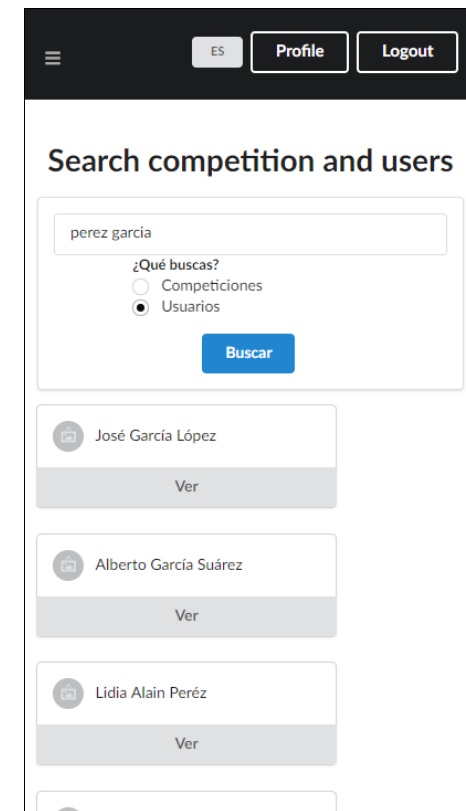 ES Profile Logout
Search competition and users
perez garcia
¿Qué buscas?
Competiciones
Usuarios
Buscar
José García López
Ver
Alberto García Suárez
Ver
Lidia Alain Peréz
Ver